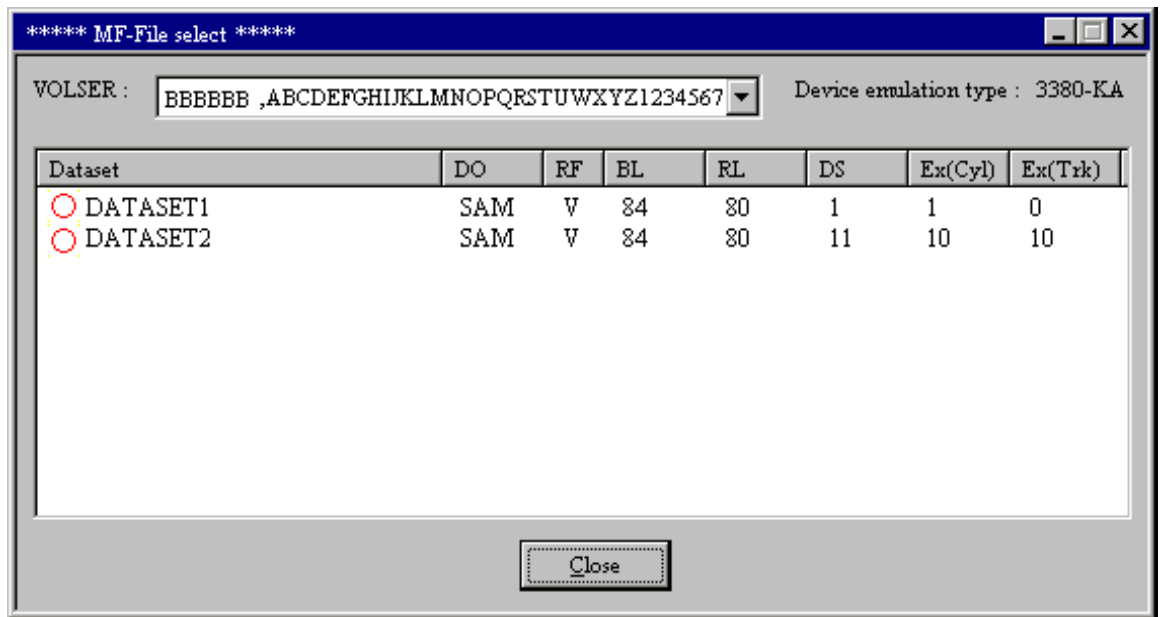 ***** MF-File select *****
VOLSER : BBBBBB ,ABCDEFGHIJKLMNOPQRSTUWXYZ1234567 Device emulation type : 3380-KA
Dataset DO RF BL RL DS Ex(Cyl) Ex(Trk)
DATASET1 SAM V 84 80 1 1 0
DATASET2 SAM V 84 80 11 10 10
Close